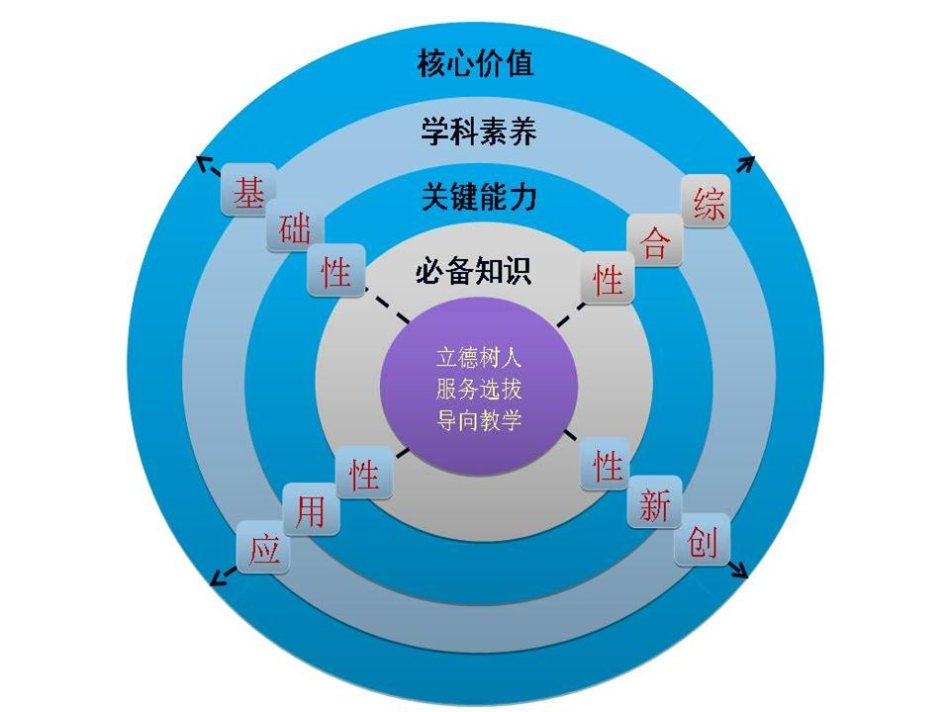 核心价值
学科素养
关键能力
必备知识
立德树人
服务选拔
导向教学
基础性
综合性
应用性
创新性